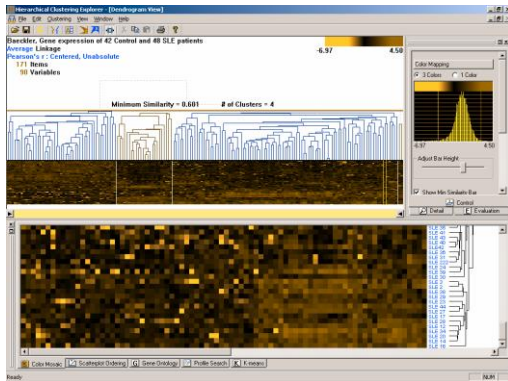 Hierarchical Clustering Explorer - [Dendrogram View]
File Edit Clustering View Window Help
Baeckler, Gene expression of 42 Control and 48 SLE patients
Average Linkage
Pearson's r : Centered, Unabsolute
171 Items
90 Variables
-6.97 4.50
Minimum Similarity = 0.601 # of Clusters = 4
Color Mapping
3 Colors 1 Color
-6.97 4.50
Adjust Bar Height
Show Min Similarity Bar
Control
Detail E Evaluation
Color Mosaic Scatterplot Ordering G Gene Ontology Profile Search K K-means
Ready NUM